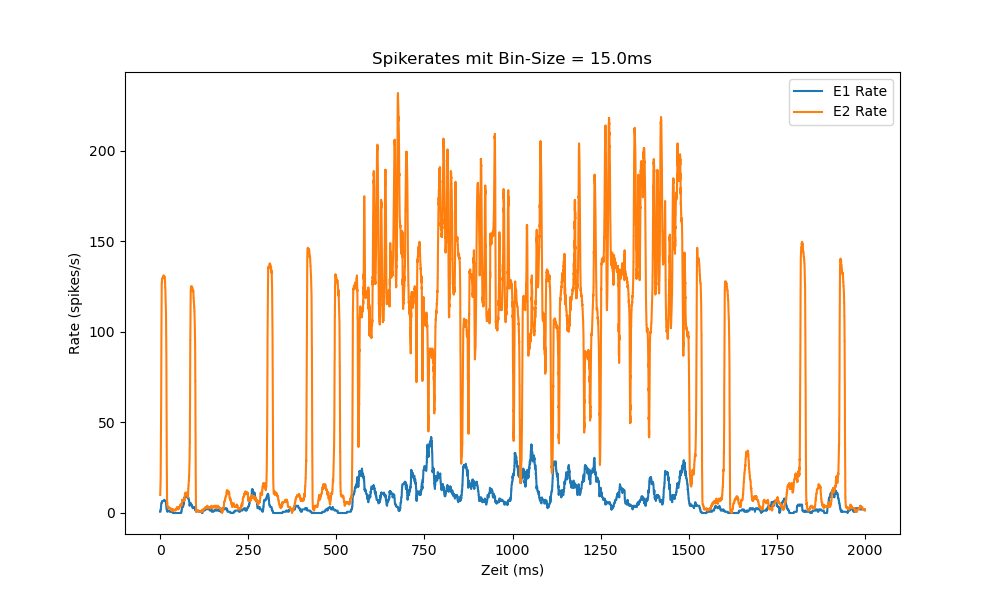 Spikerates mit Bin-Size = 15.0ms
E1 Rate
E2 Rate
Rate (spikes/s)
200
150
100
50
0
0 250 500 750 1000 1250 1500 1750 2000
Zeit (ms)